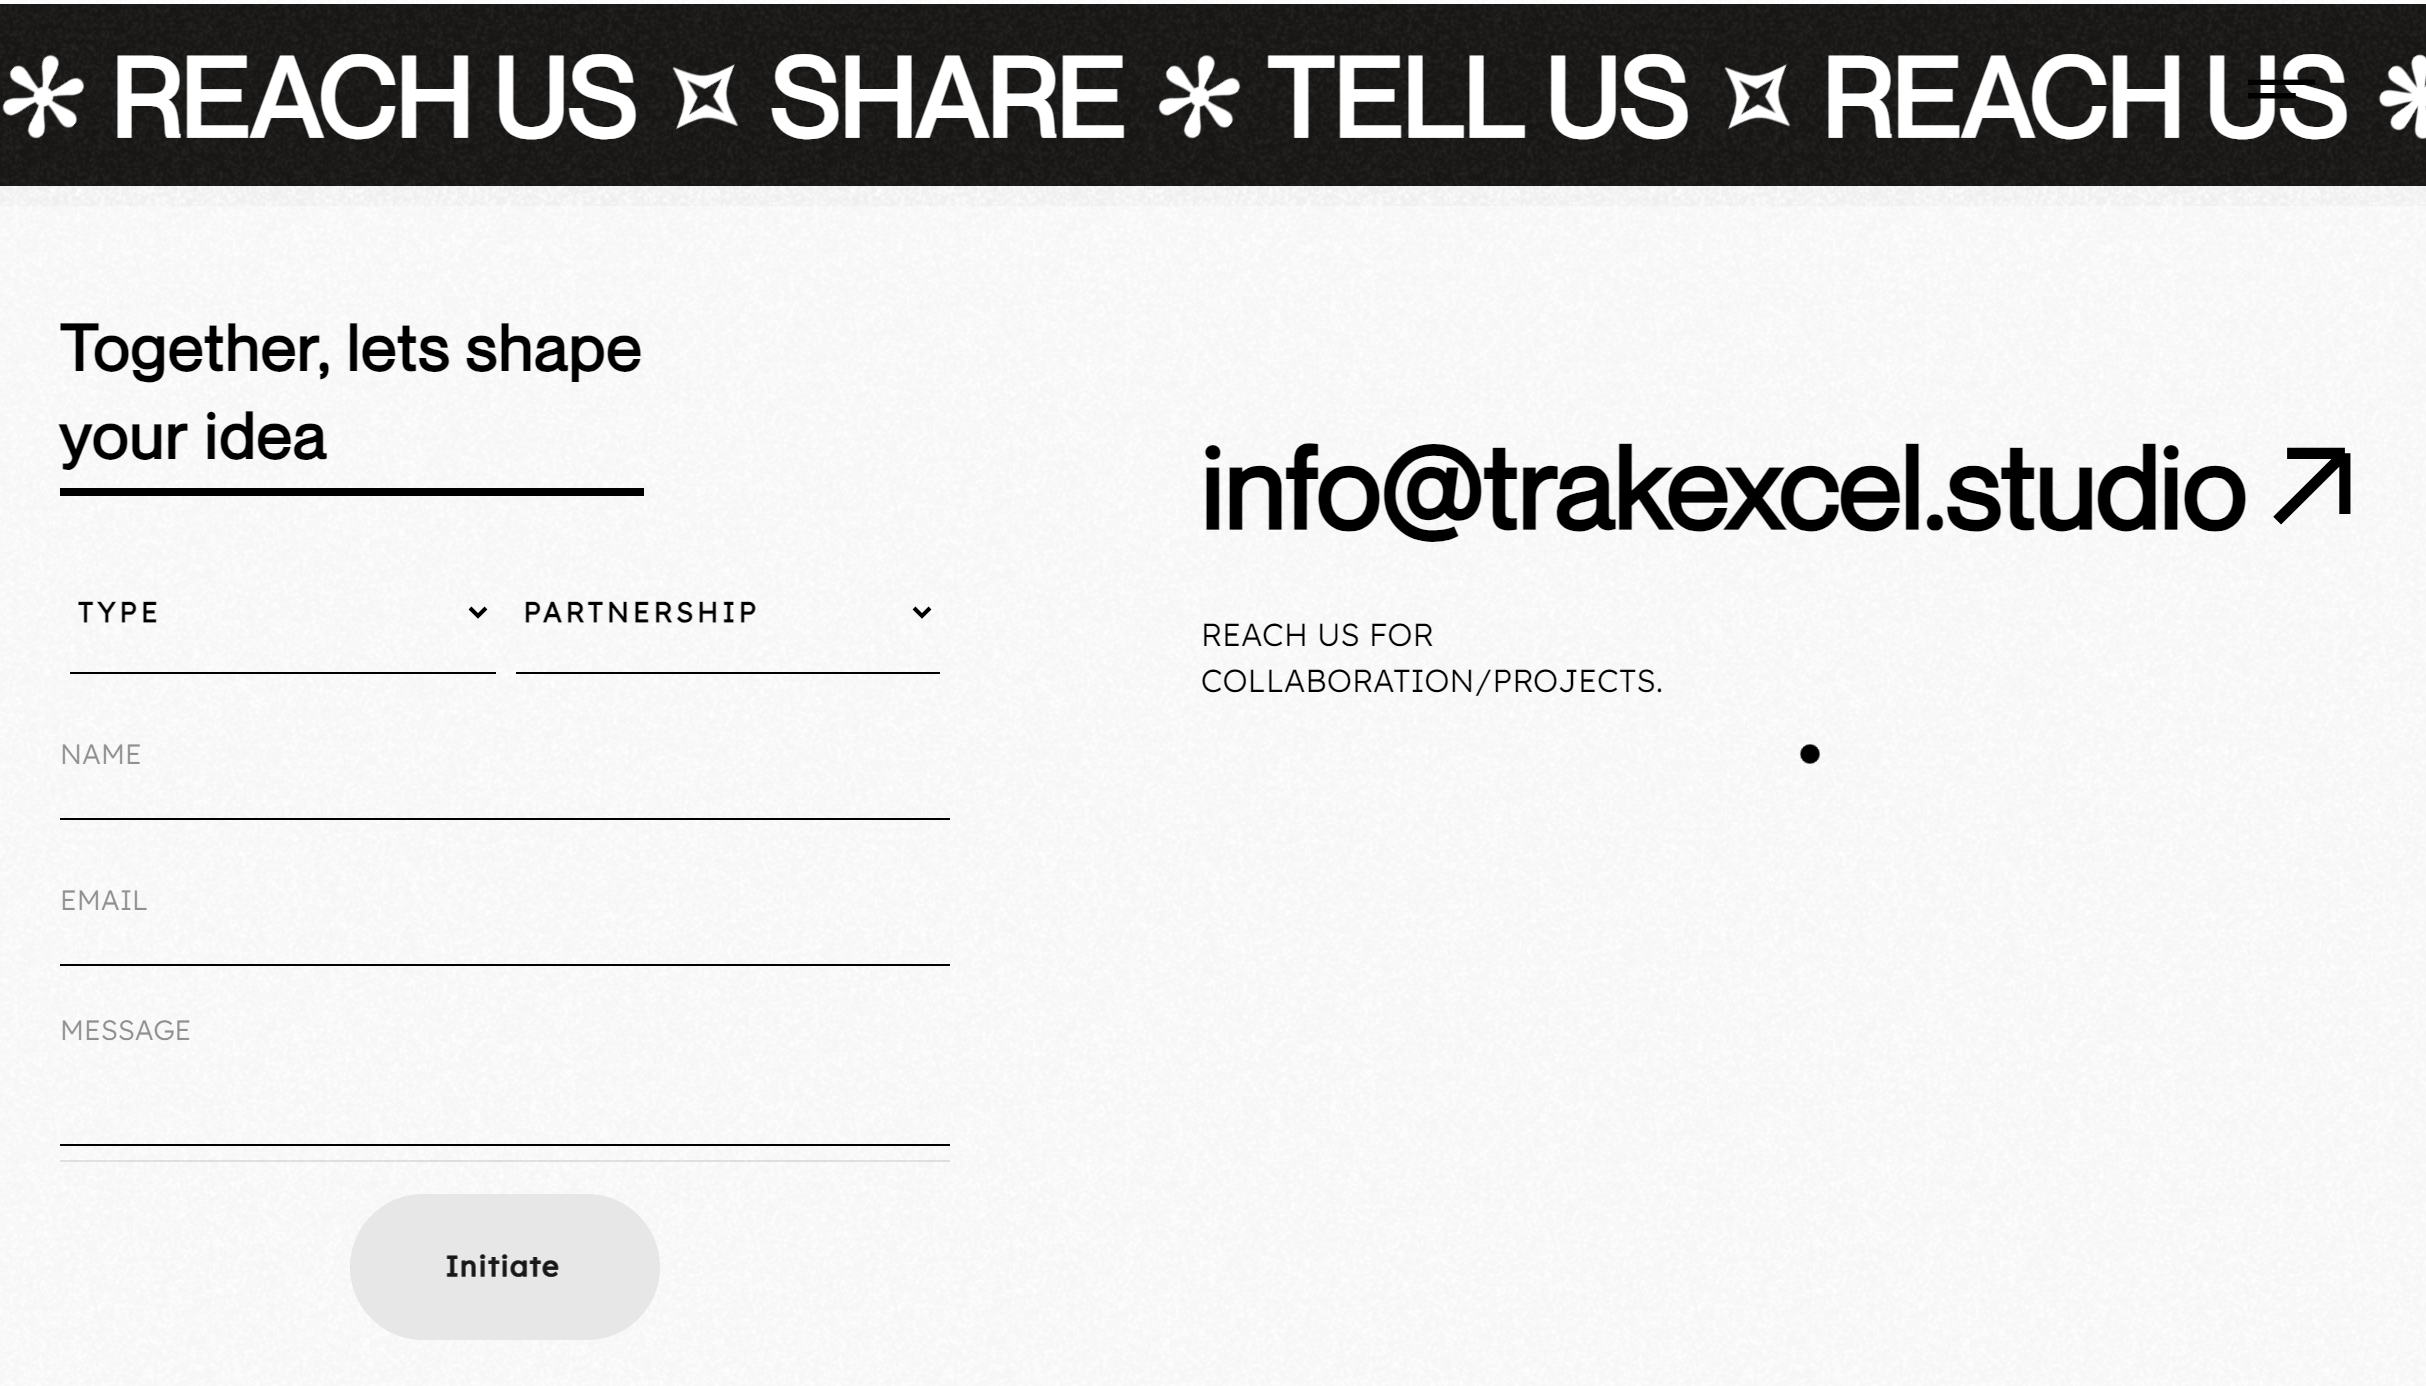 REACH US SHARE TELL US REACH US
Together, lets shape
your idea
info@trakexcel.studio
TYPE PARTNERSHIP
REACH US FOR
COLLABORATION/PROJECTS.
NAME
EMAIL
MESSAGE
Initiate